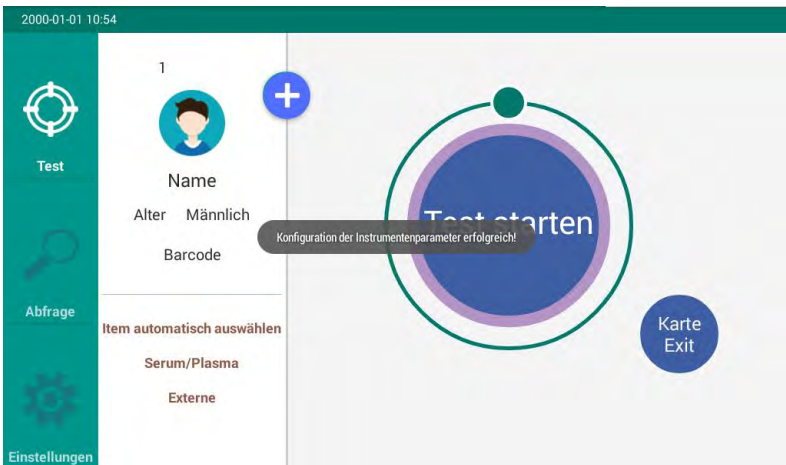 2000-01-01 10:54
Test
Abfrage
Einstellungen
1
Name
Alter Männlich
Barcode
Item automatisch auswählen
Serum/Plasma
Externe
Test starten
Konfiguration der Instrumentenparameter erfolgreich!
Karte
Exit